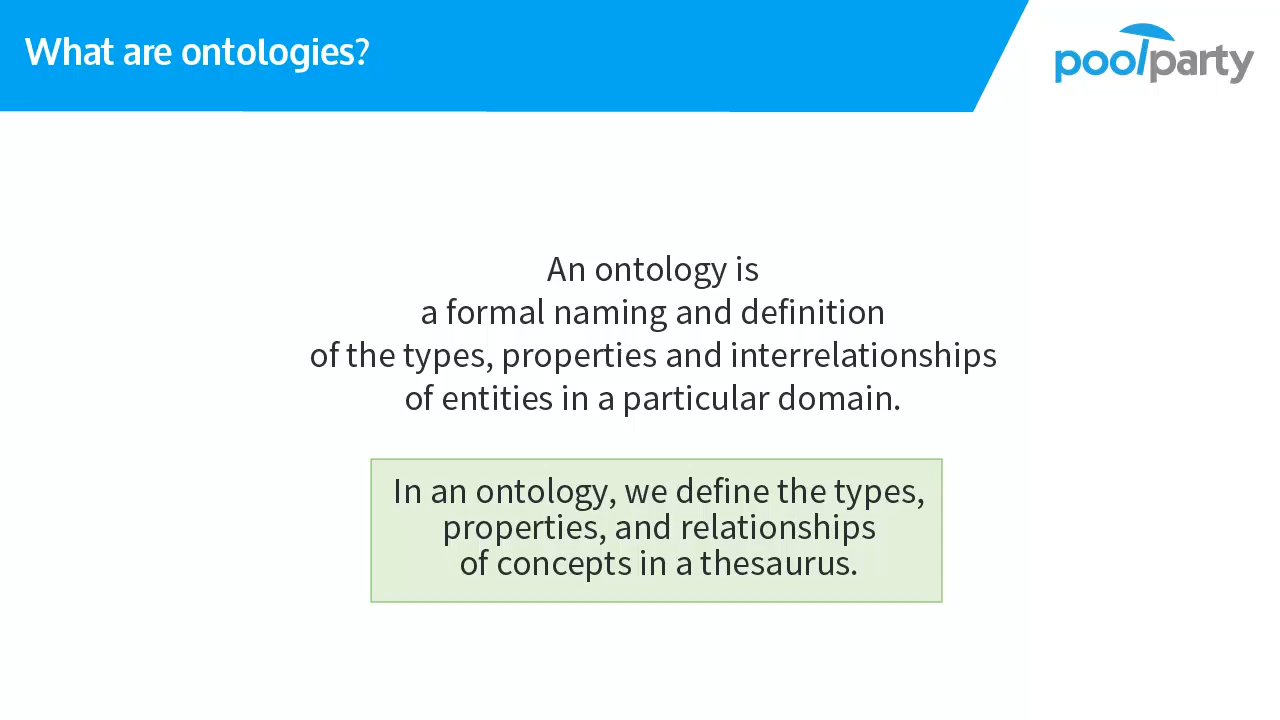 What are ontologies?
poolparty
An ontology is
a formal naming and definition
of the types, properties and interrelationships
of entities in a particular domain.
In an ontology, we define the types,
properties, and relationships
of concepts in a thesaurus.